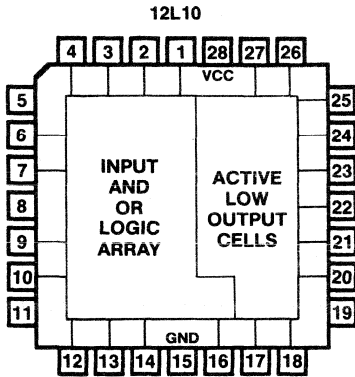 12L10
4 3 2 1 28 27 26
VCC
5 25
6 24
7 23
8 22
9 21
10 20
11 19
INPUT
AND
OR
LOGIC
ARRAY
ACTIVE
LOW
OUTPUT
CELLS
GND
12 13 14 15 16 17 18